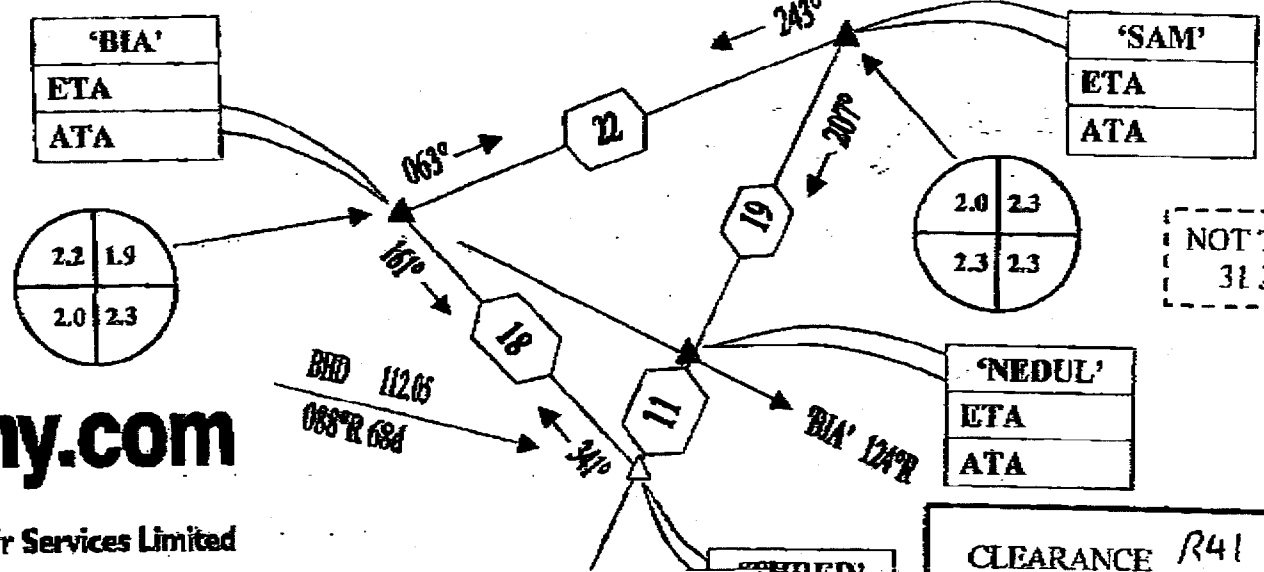 'BIA'
ETA
ATA
243°
'SAM'
ETA
ATA
22
063°
207°
19
2.0 2.3
2.3 2.3
2.2 1.9
2.0 2.3
161°
NOT
31
18
BHD 112.05
088°R 68d
341°
11
'BIA' 124°R
'NEDUL'
ETA
ATA
ny.com
r Services Limited
CLEARANCE R41